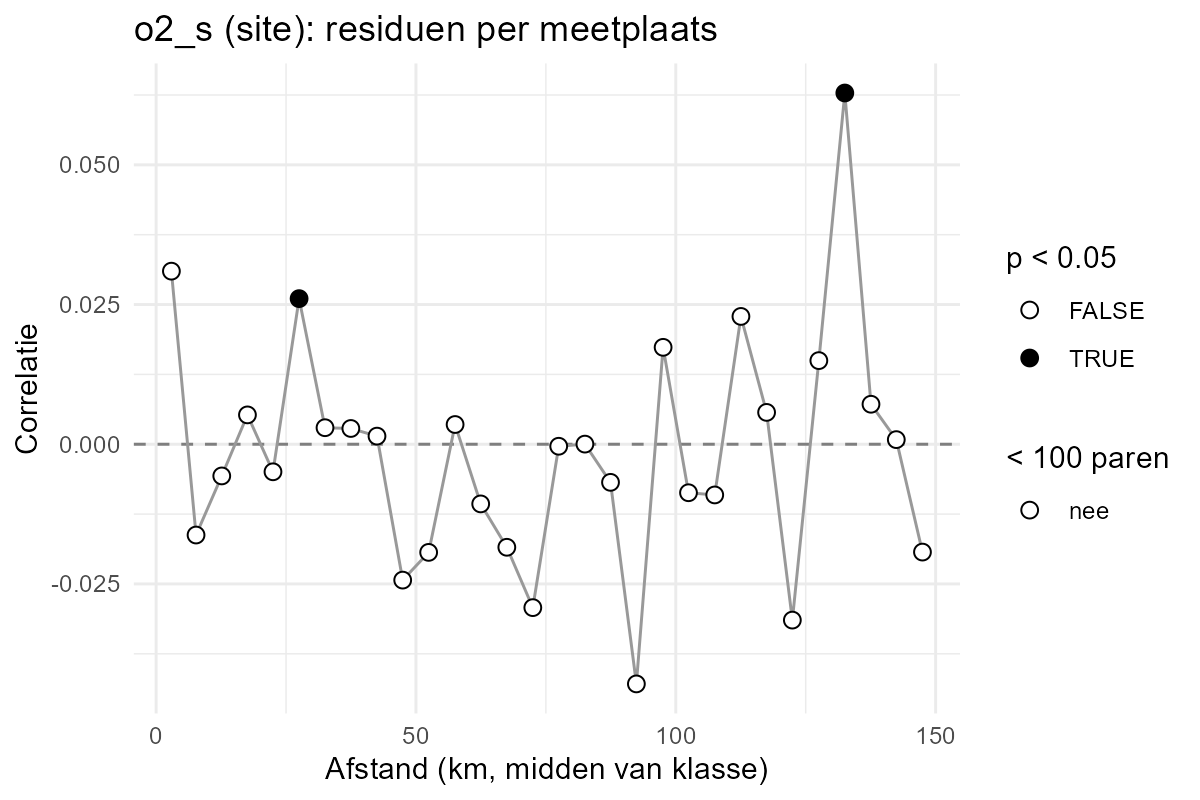 o2_s (site): residuen per meetplaats
Correlatie
0.050
0.025
0.000
-0.025
0
50
100
150
Afstand (km, midden van klasse)
p < 0.05
FALSE
TRUE
< 100 paren
nee